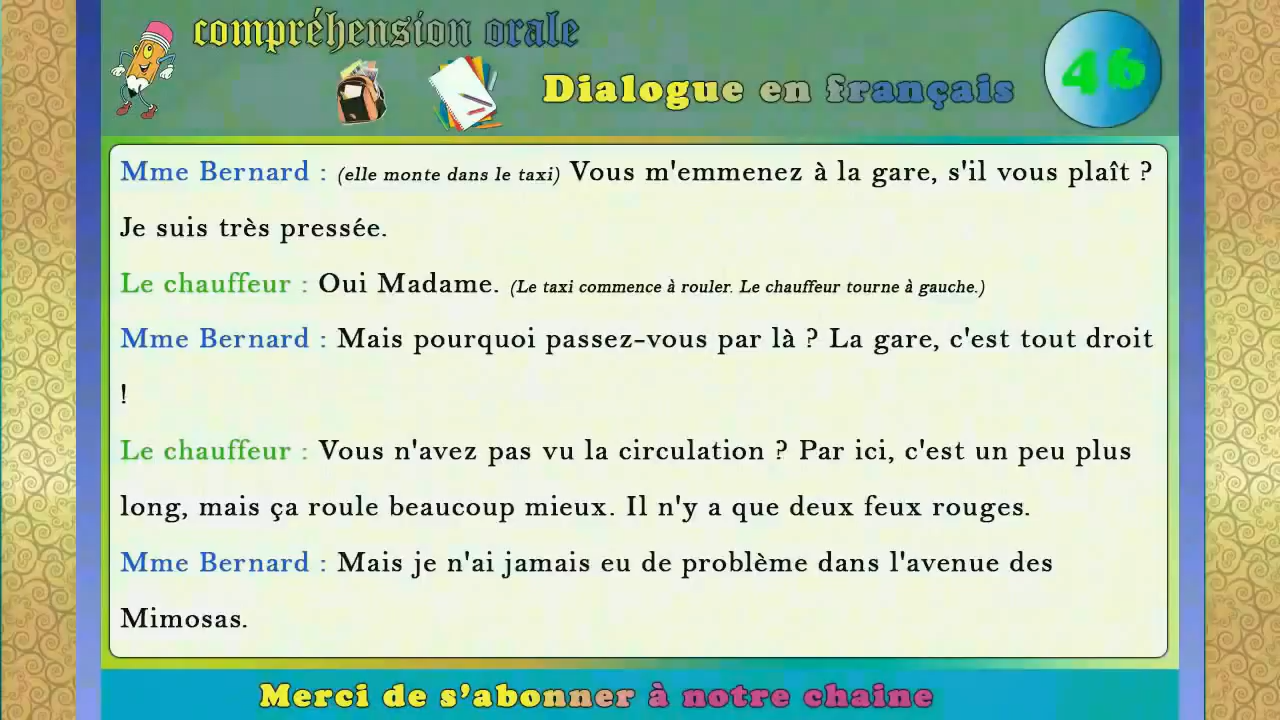 compréhension orale
Dialogue en français
46
Mme Bernard : (elle monte dans le taxi) Vous m'emmenez à la gare, s'il vous plaît ?
Je suis très pressée.
Le chauffeur : Oui Madame. (Le taxi commence à rouler. Le chauffeur tourne à gauche.)
Mme Bernard : Mais pourquoi passez-vous par là ? La gare, c'est tout droit
!
Le chauffeur : Vous n'avez pas vu la circulation ? Par ici, c'est un peu plus
long, mais ça roule beaucoup mieux. Il n'y a que deux feux rouges.
Mme Bernard : Mais je n'ai jamais eu de problème dans l'avenue des
Mimosas.
Merci de s'abonner à notre chaine